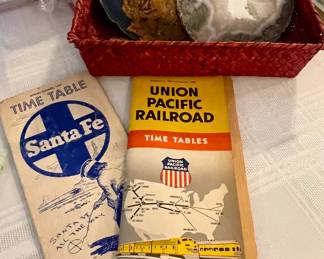 TIME TABLE
Santa Fe
SANTA FE
ALL THE WAY
UNION
PACIFIC
RAILROAD
TIME TABLES
UNION
PACIFIC
RAILROAD